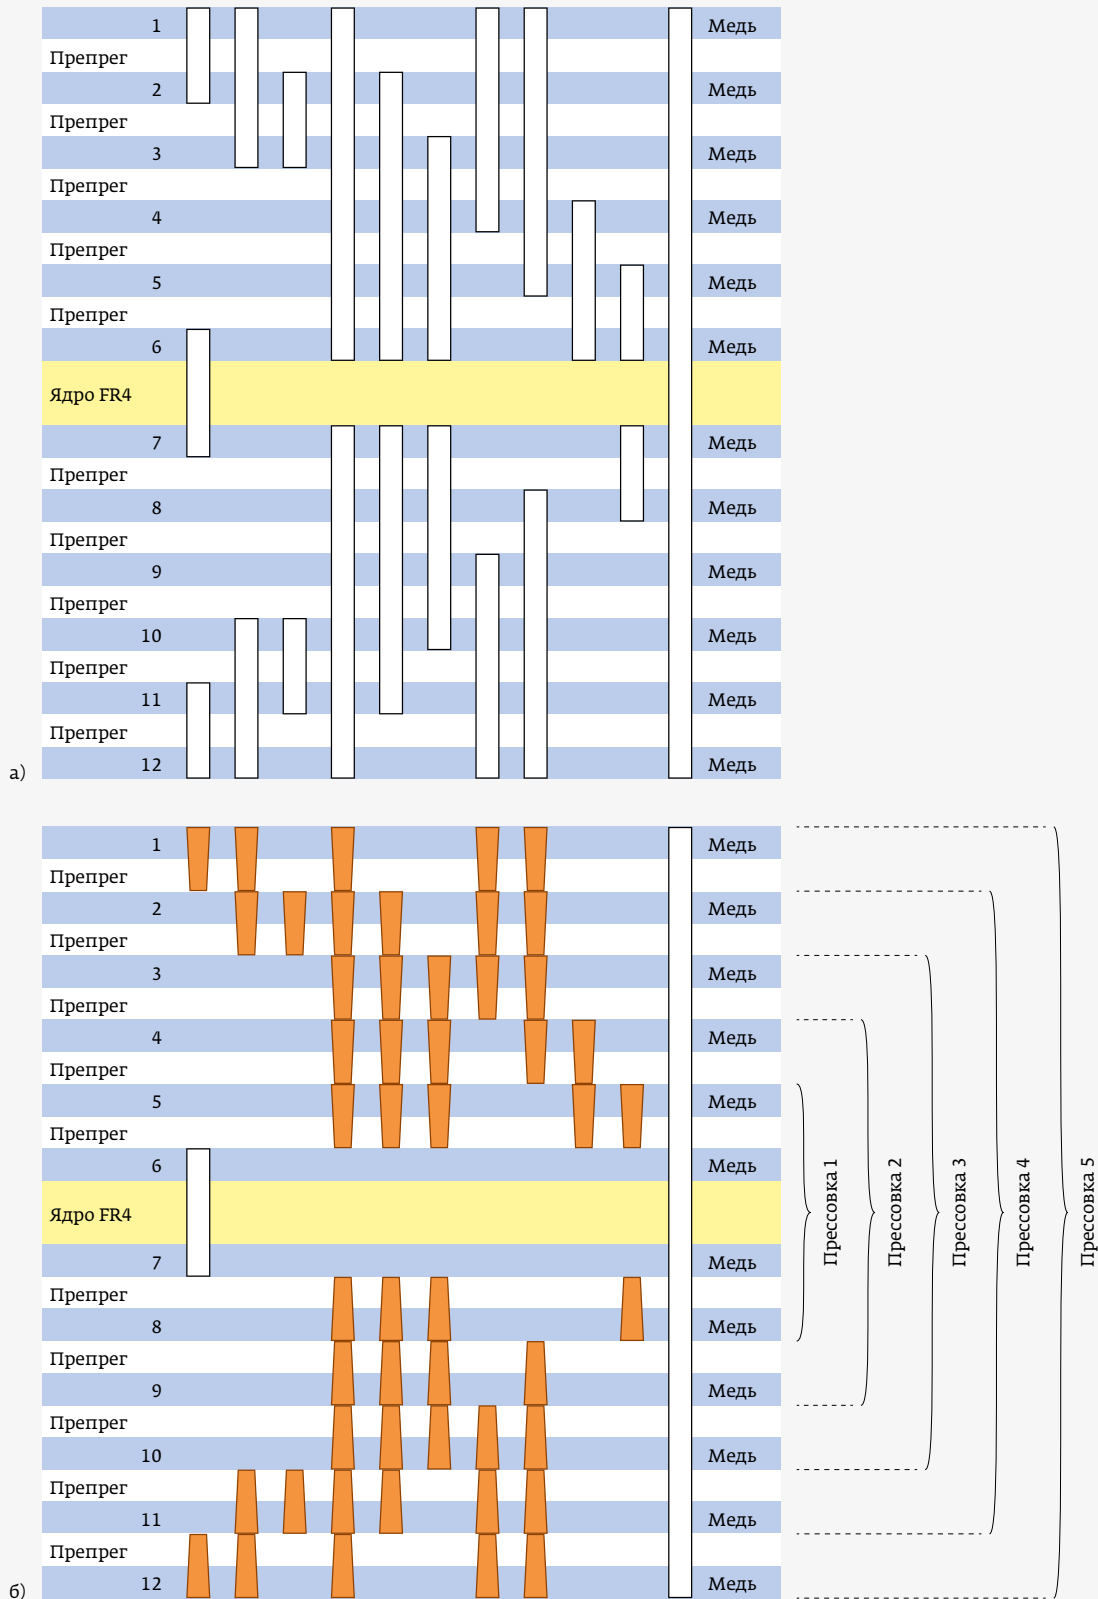 1 Медь
Препрег
2 Медь
Препрег
3 Медь
Препрег
4 Медь
Препрег
5 Медь
Препрег
6 Медь
Ядро FR4
7 Медь
Препрег
8 Медь
Препрег
9 Медь
Препрег
10 Медь
Препрег
11 Медь
Препрег
12 Медь
а)
1 Медь
Препрег
2 Медь
Препрег
3 Медь
Препрег
4 Медь
Препрег
5 Медь
Препрег
6 Медь
Ядро FR4
7 Медь
Препрег
8 Медь
Препрег
9 Медь
Препрег
10 Медь
Препрег
11 Медь
Препрег
12 Медь
б)
Прессовка 1
Прессовка 2
Прессовка 3
Прессовка 4
Прессовка 5